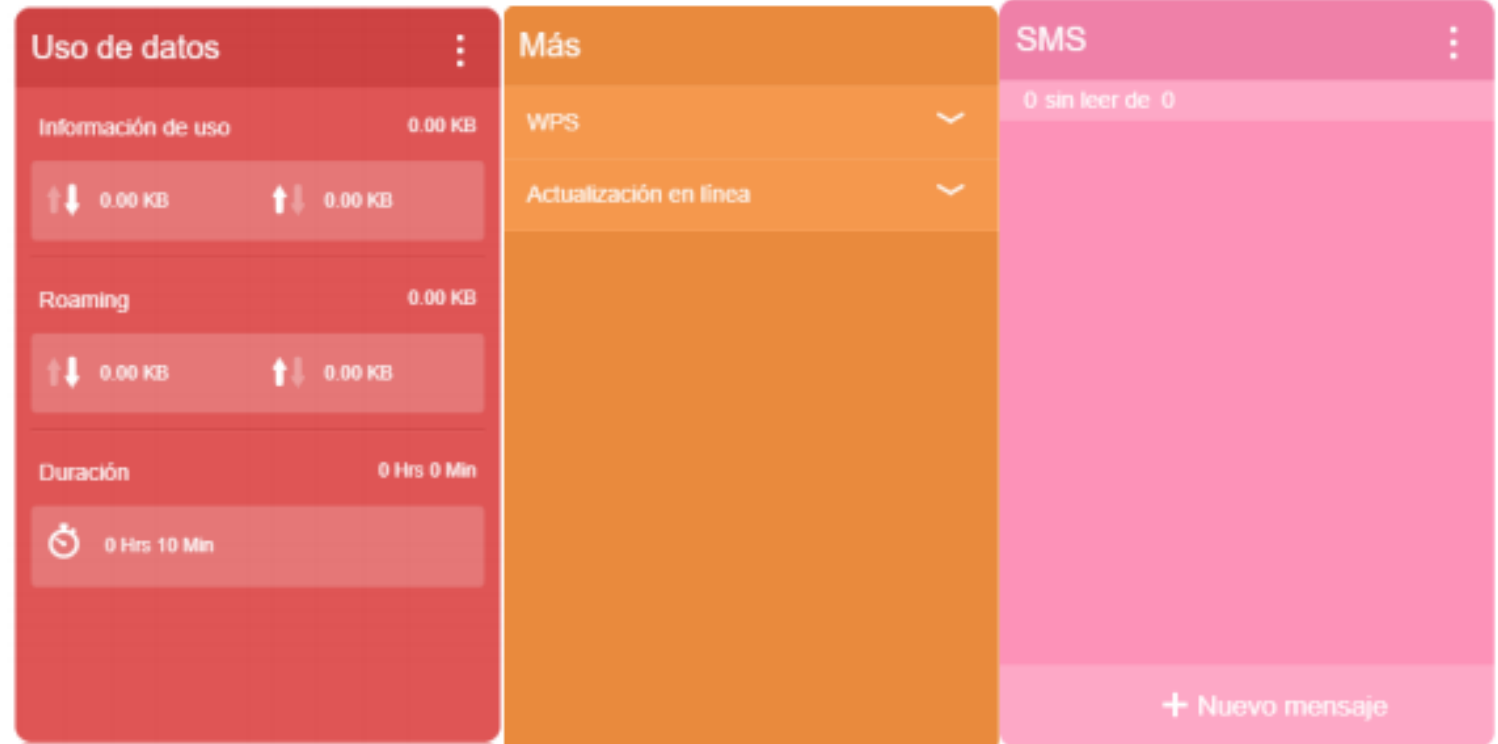 Uso de datos
Información de uso 0.00 KB
0.00 KB 0.00 KB
Roaming 0.00 KB
0.00 KB 0.00 KB
Duración 0 Hrs 0 Min
0 Hrs 10 Min
Más
WPS
Actualización en línea
SMS
0 sin leer de 0
+ Nuevo mensaje